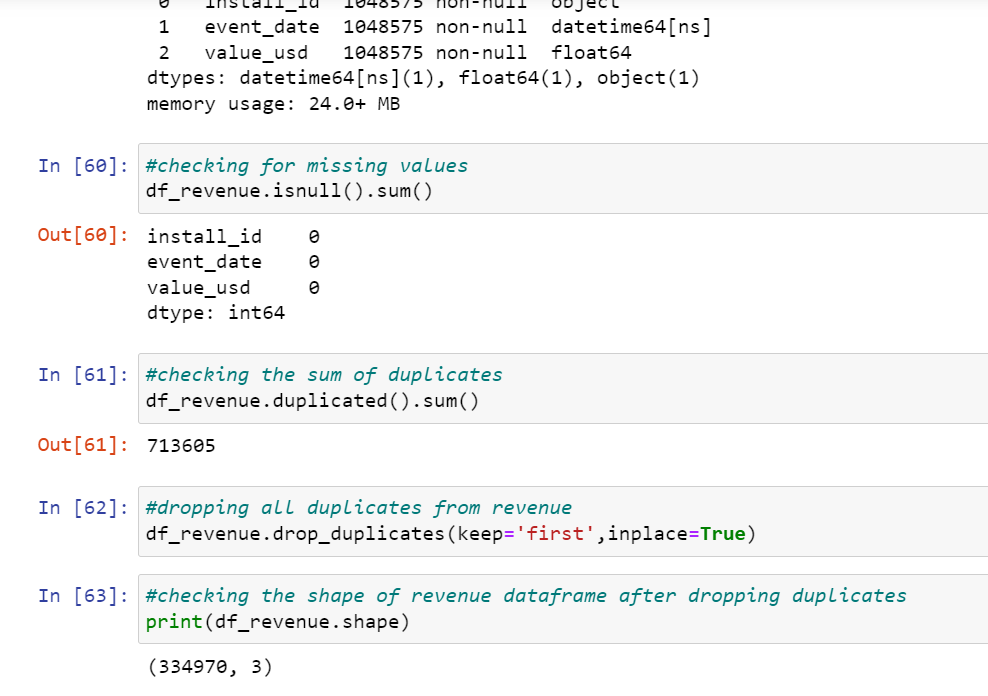 0 install_id 1048575 non-null object
1 event_date 1048575 non-null datetime64[ns]
2 value_usd 1048575 non-null float64
dtypes: datetime64[ns](1), float64(1), object(1)
memory usage: 24.0+ MB
In [60]: #checking for missing values
df_revenue.isnull().sum()
Out[60]: install_id 0
event_date 0
value_usd 0
dtype: int64
In [61]: #checking the sum of duplicates
df_revenue.duplicated().sum()
Out[61]: 713605
In [62]: #dropping all duplicates from revenue
df_revenue.drop_duplicates(keep='first',inplace=True)
In [63]: #checking the shape of revenue dataframe after dropping duplicates
print(df_revenue.shape)
(334970, 3)